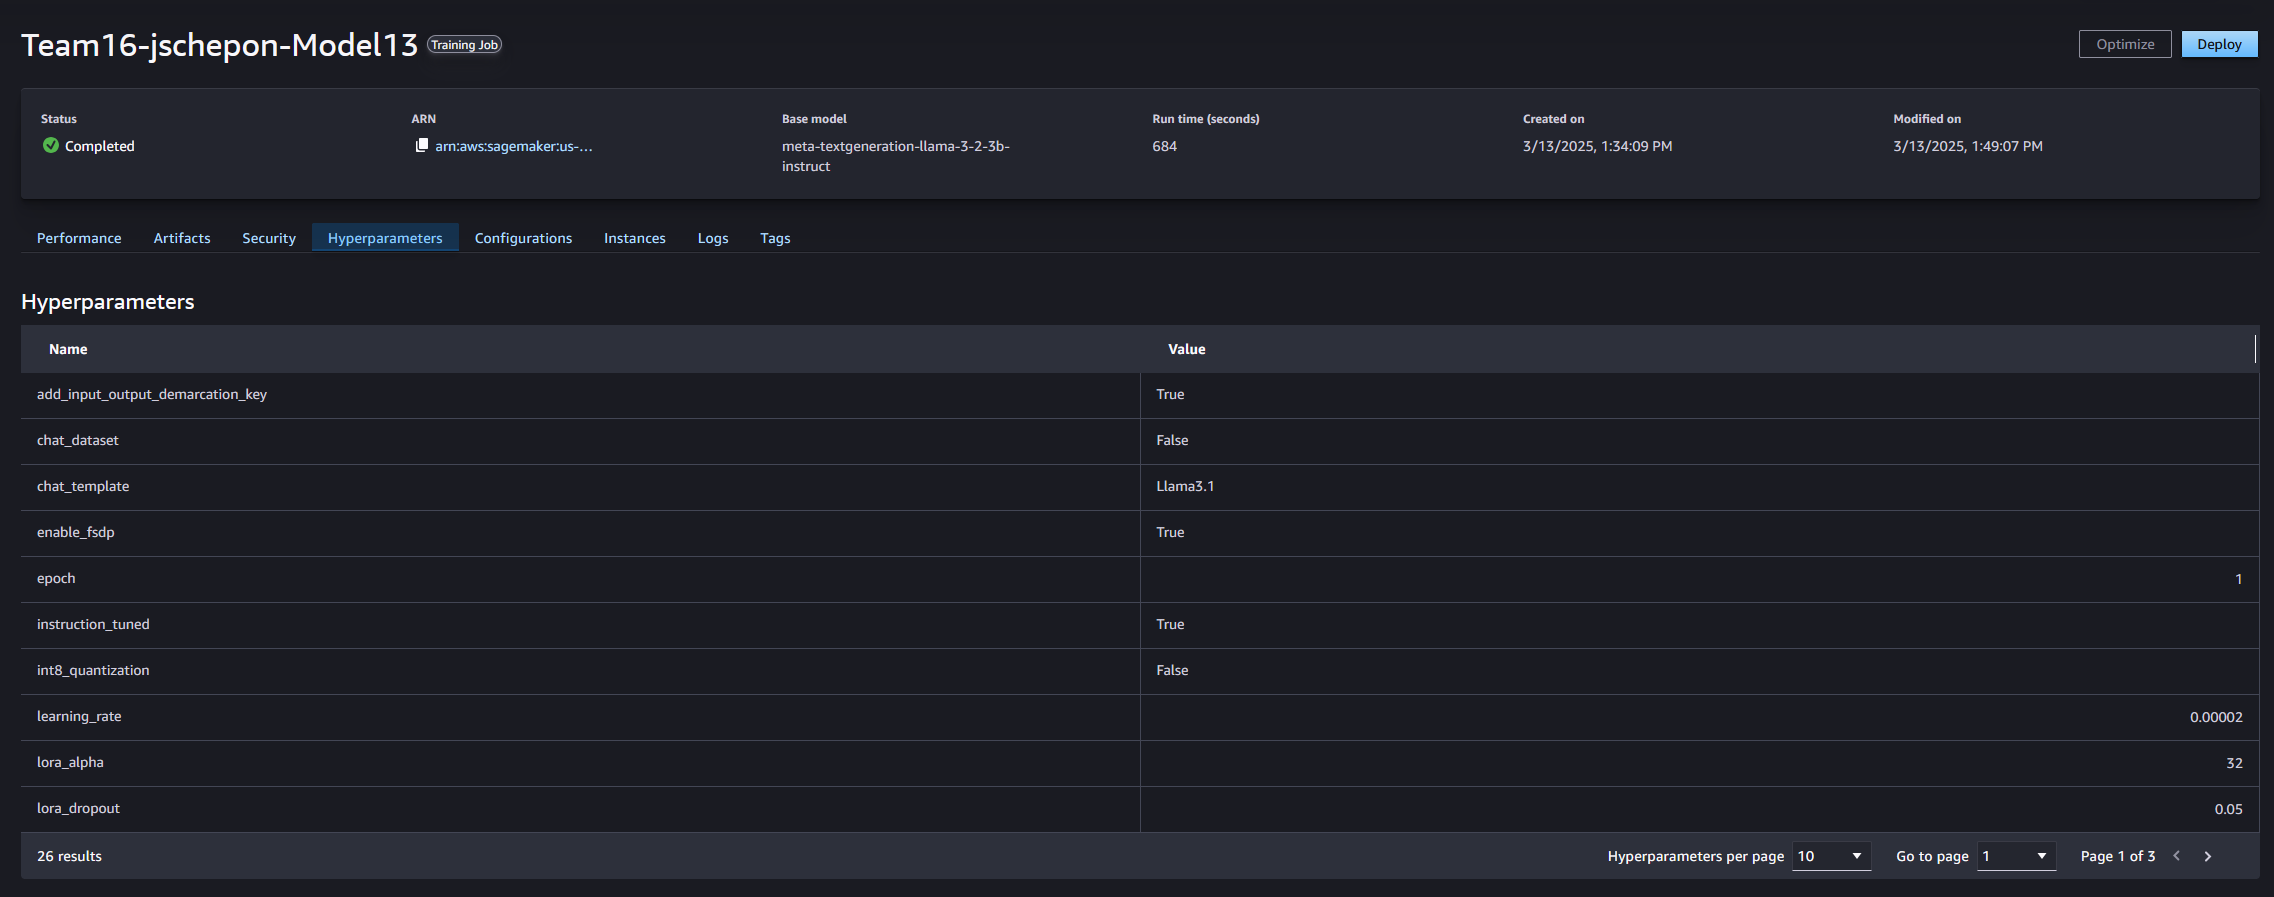 Team16-jschepon-Model13 Training Job
Optimize Deploy
Status ARN Base model Run time (seconds) Created on Modified on
Completed arn:aws:sagemaker:us-... meta-textgeneration-llama-3-2-3b- 684 3/13/2025, 1:34:09 PM 3/13/2025, 1:49:07 PM
instruct
Performance Artifacts Security Hyperparameters Configurations Instances Logs Tags
Hyperparameters
Name Value
add_input_output_demarcation_key True
chat_dataset False
chat_template Llama3.1
enable_fsdp True
epoch 1
instruction_tuned True
int8_quantization False
learning_rate 0.00002
lora_alpha 32
lora_dropout 0.05
26 results Hyperparameters per page 10 Go to page 1 Page 1 of 3